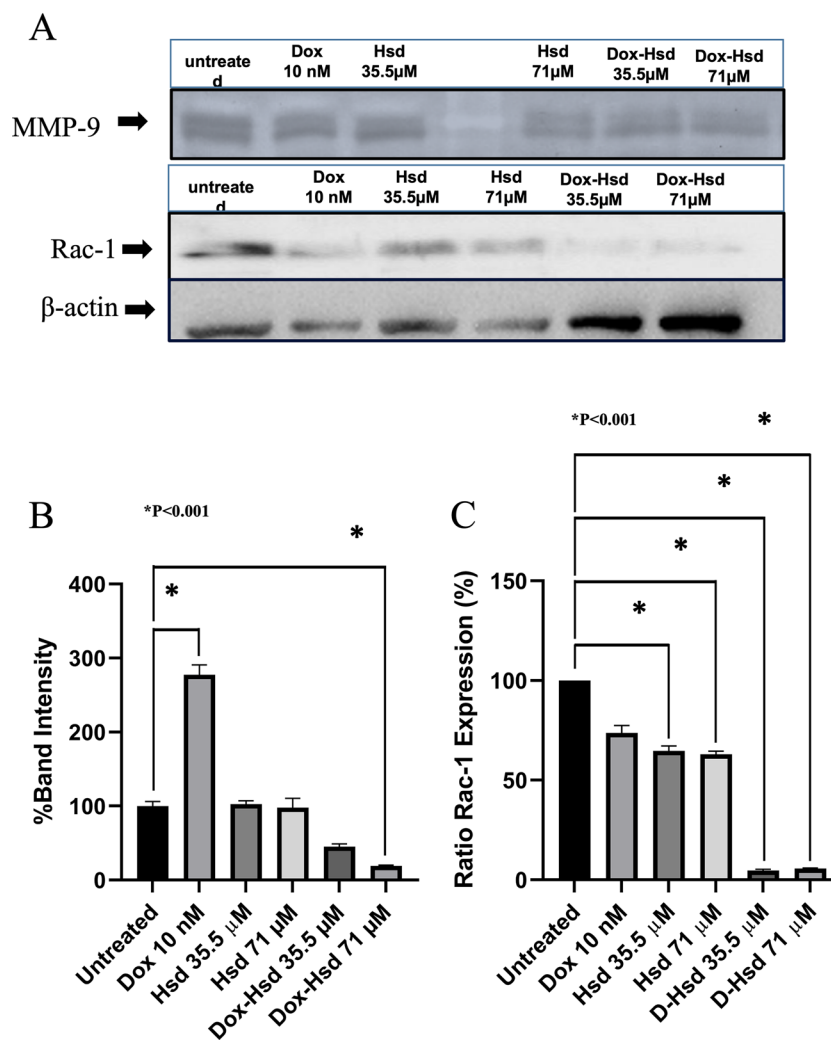 A
untreate
d
Dox
10 nM
Hsd
35.5µM
Hsd
71µM
Dox-Hsd
35.5µM
Dox-Hsd
71µM
MMP-9
untreate
d
Dox
10 nM
Hsd
35.5µM
Hsd
71µM
Dox-Hsd
35.5µM
Dox-Hsd
71µM
Rac-1
β-actin
B
*P<0.001
*
*
%Band Intensity
400
300
200
100
0
Untreated
Dox 10 nM
Hsd 35.5 µM
Hsd 71 µM
Dox-Hsd 35.5 µM
Dox-Hsd 71 µM
C
*P<0.001
*
*
*
*
Ratio Rac-1 Expression (%)
150
100
50
0
Untreated
Dox 10 nM
Hsd 35.5 µM
Hsd 71 µM
D-Hsd 35.5 µM
D-Hsd 71 µM